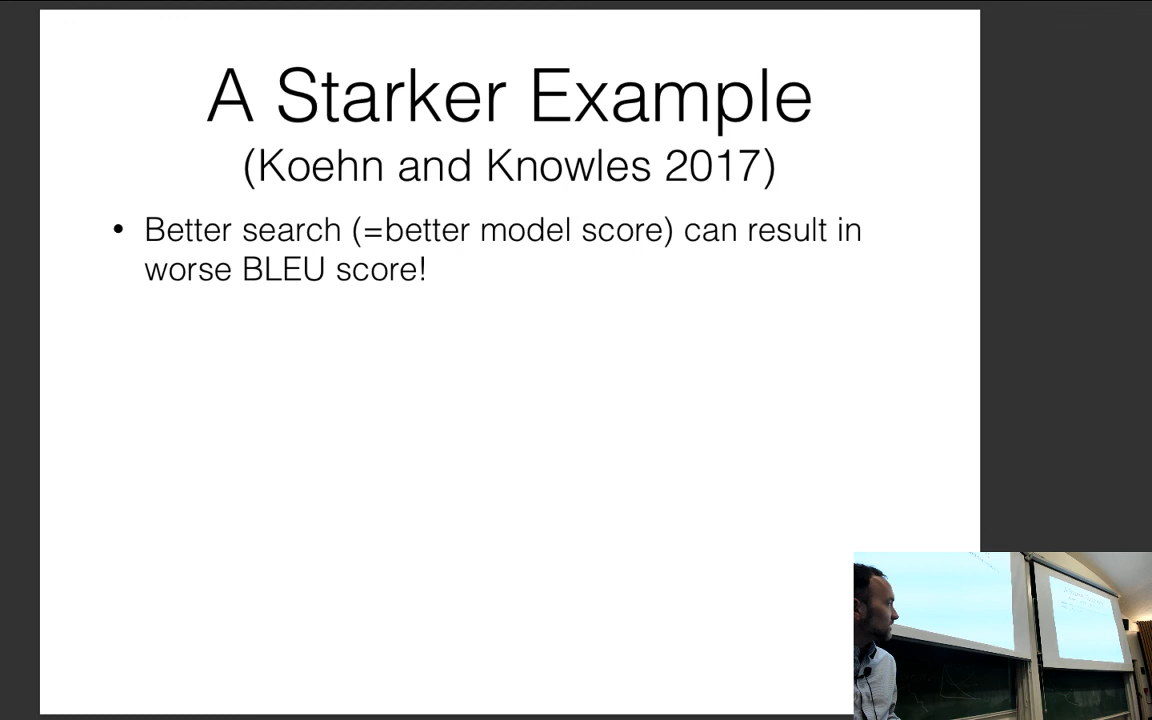 A Starker Example
(Koehn and Knowles 2017)
• Better search (=better model score) can result in
worse BLEU score!